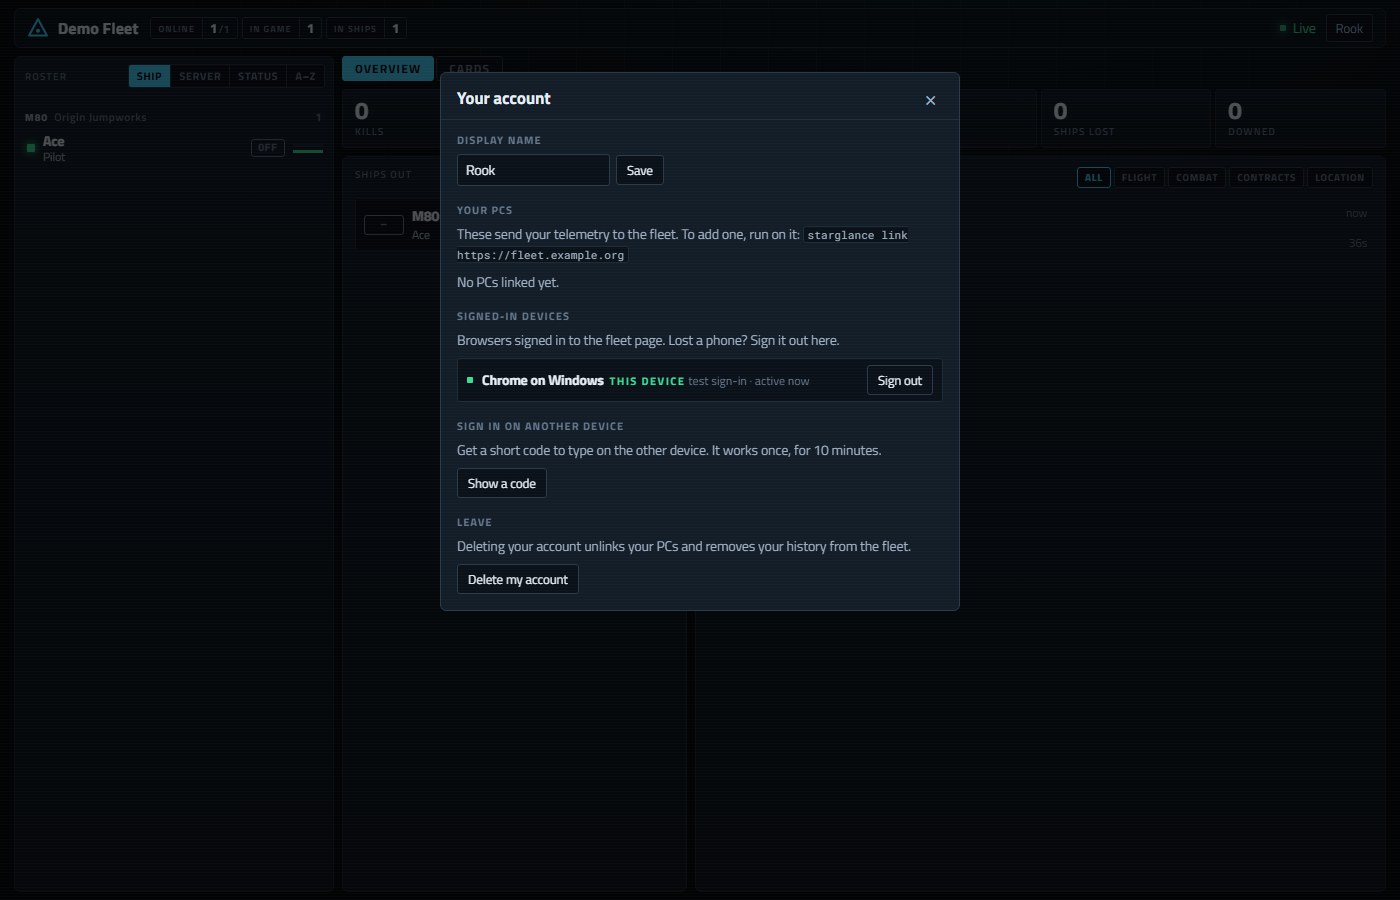 Demo Fleet ONLINE 1/1 IN GAME 1 IN SHIPS 1 Live Rook
ROSTER SHIP SERVER STATUS A–Z
M80 Origin Jumpworks 1
Ace OFF
Pilot
OVERVIEW CARDS
0
KILLS
0
SHIPS LOST
0
DOWNED
SHIPS OUT
— M80
Ace
ALL FLIGHT COMBAT CONTRACTS LOCATION
now
36s
Your account ×
DISPLAY NAME
Rook Save
YOUR PCS
These send your telemetry to the fleet. To add one, run on it: starglance link
https://fleet.example.org
No PCs linked yet.
SIGNED-IN DEVICES
Browsers signed in to the fleet page. Lost a phone? Sign it out here.
Chrome on Windows THIS DEVICE test sign-in · active now Sign out
SIGN IN ON ANOTHER DEVICE
Get a short code to type on the other device. It works once, for 10 minutes.
Show a code
LEAVE
Deleting your account unlinks your PCs and removes your history from the fleet.
Delete my account